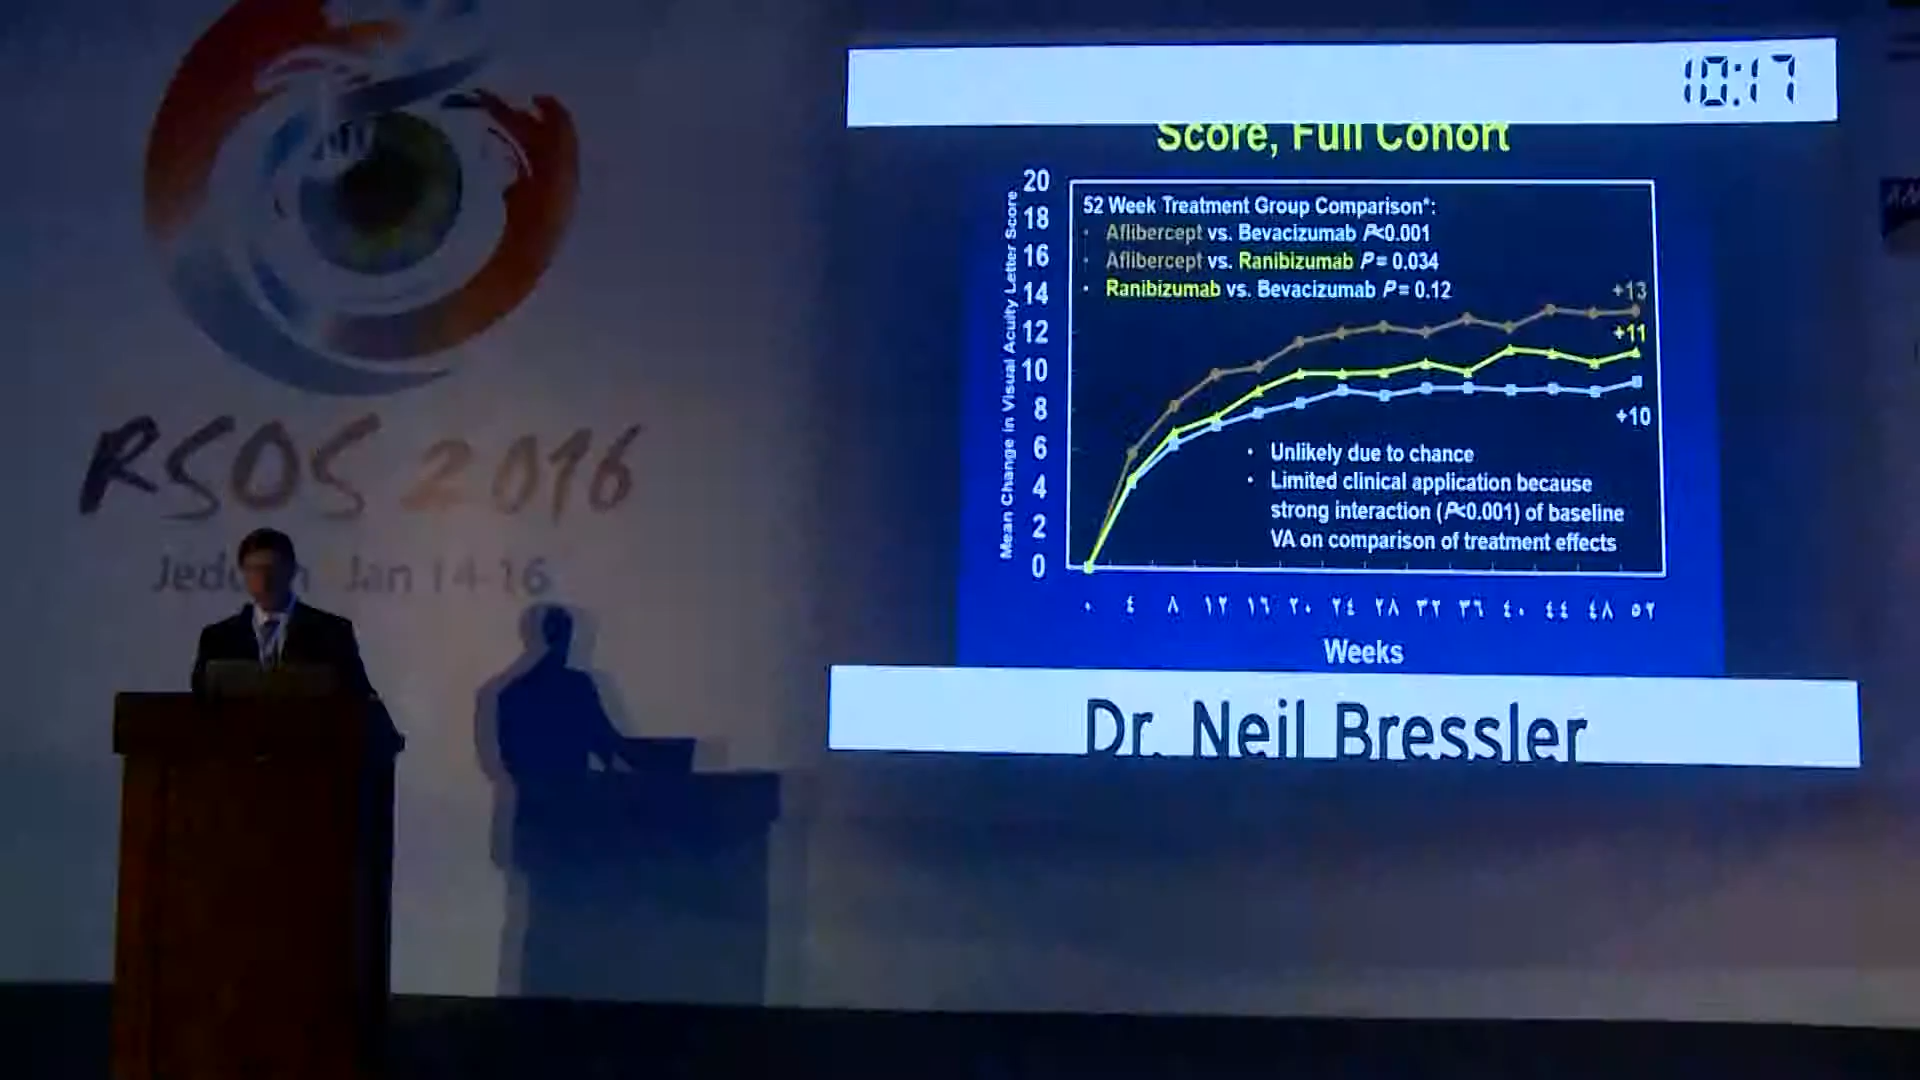 10:17
Score, Full Cohort
Mean Change in Visual Acuity Letter Score
20
18
16
14
12
10
8
6
4
2
0
52 Week Treatment Group Comparison*:
• Aflibercept vs. Bevacizumab P<0.001
• Aflibercept vs. Ranibizumab P= 0.034
• Ranibizumab vs. Bevacizumab P= 0.12
+13
+11
+10
• Unlikely due to chance
• Limited clinical application because
strong interaction (P<0.001) of baseline
VA on comparison of treatment effects
٠ ٤ ٨ ١٢ ١٦ ٢٠ ٢٤ ٢٨ ٣٢ ٣٦ ٤٠ ٤٤ ٤٨ ٥٢
Weeks
Dr. Neil Bressler
RSOS 2016
Jan 14-16